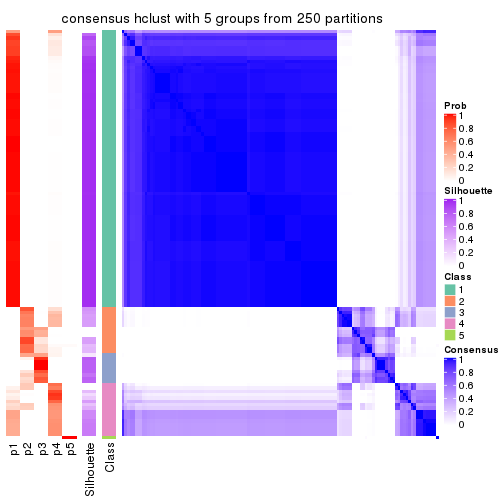 consensus hclust with 5 groups from 250 partitions
Prob
1
0.8
0.6
0.4
0.2
0
Silhouette
1
0.8
0.6
0.4
0.2
0
Class
1
2
3
4
5
Consensus
1
0.8
0.6
0.4
0.2
0
p1
p2
p3
p4
p5
Silhouette
Class